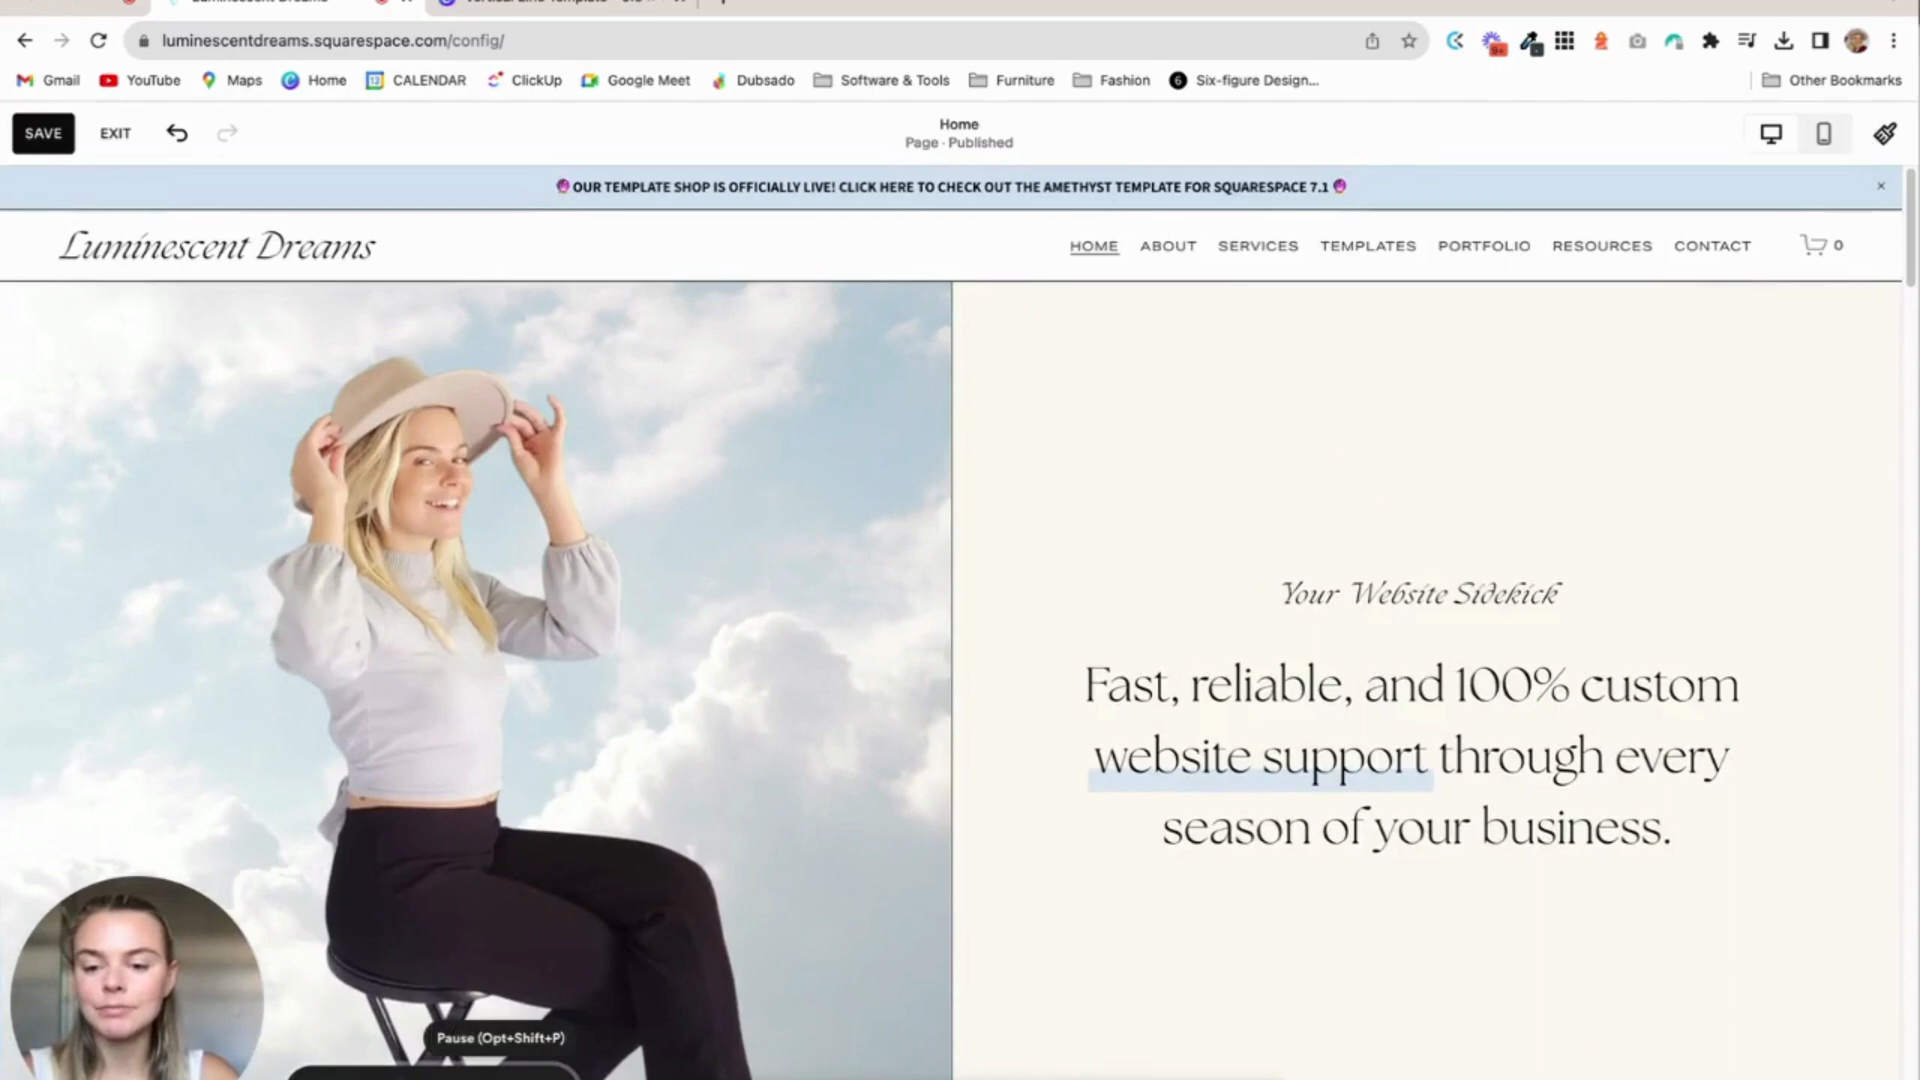 luminescentdreams.squarespace.com/config/
Gmail
YouTube
Maps
Home
CALENDAR
ClickUp
Google Meet
Dubsado
Software & Tools
Furniture
Fashion
Six-figure Design...
Other Bookmarks
SAVE
EXIT
Home
Page · Published
OUR TEMPLATE SHOP IS OFFICIALLY LIVE! CLICK HERE TO CHECK OUT THE AMETHYST TEMPLATE FOR SQUARESPACE 7.1
Luminescent Dreams
HOME
ABOUT
SERVICES
TEMPLATES
PORTFOLIO
RESOURCES
CONTACT
0
Your Website Sidekick
Fast, reliable, and 100% custom
website support through every
season of your business.
Pause (Opt+Shift+P)